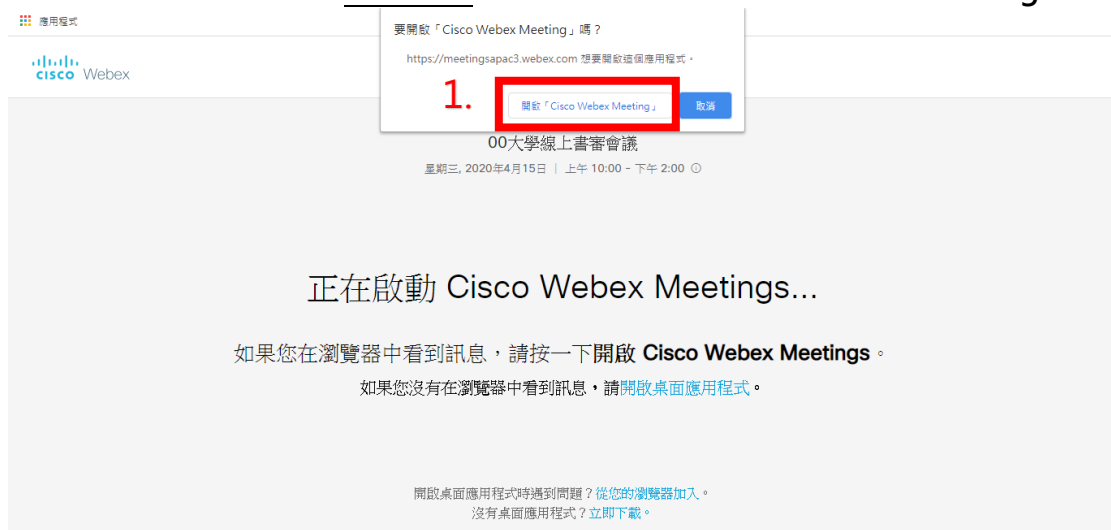 應用程式
要開啟「Cisco Webex Meeting」嗎？
https://meetingsapac3.webex.com 想要開啟這個應用程式。
cisco Webex
1.
開啟「Cisco Webex Meeting」 取消
00大學線上書審會議
星期三, 2020年4月15日 | 上午 10:00 - 下午 2:00
正在啟動 Cisco Webex Meetings...
如果您在瀏覽器中看到訊息，請按一下開啟 Cisco Webex Meetings。
如果您沒有在瀏覽器中看到訊息，請開啟桌面應用程式。
開啟桌面應用程式時遇到問題？從您的瀏覽器加入。
沒有桌面應用程式？立即下載。